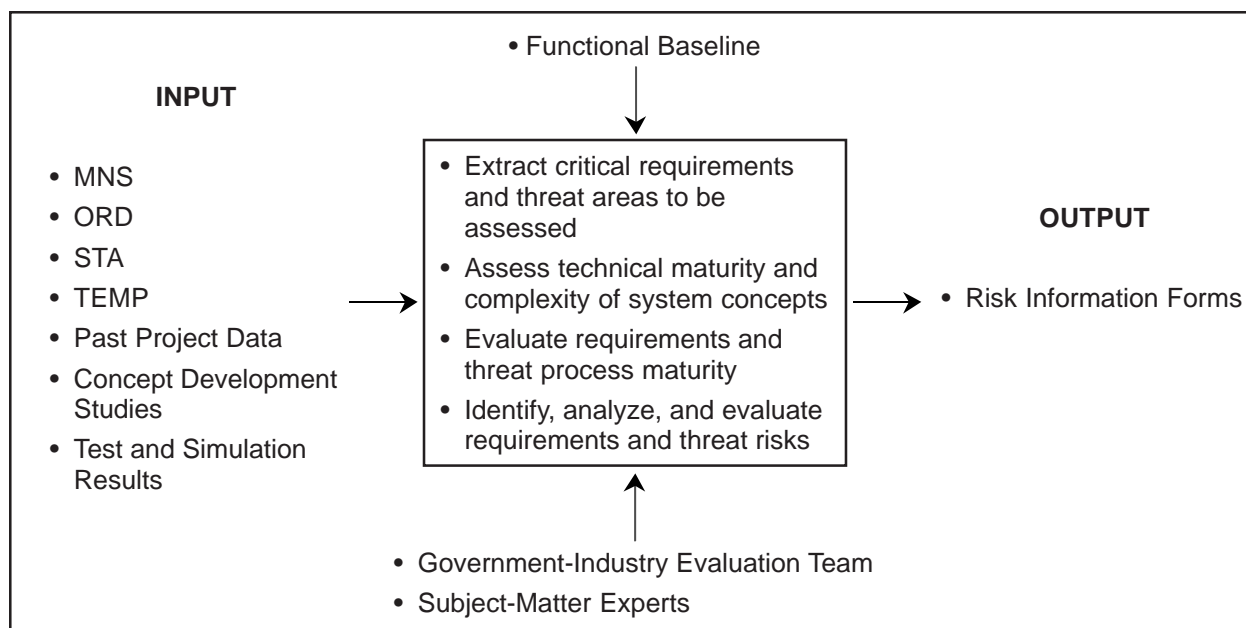 • Functional Baseline
INPUT
• MNS
• ORD
• STA
• TEMP
• Past Project Data
• Concept Development
Studies
• Test and Simulation
Results
• Extract critical requirements
and threat areas to be
assessed
• Assess technical maturity and
complexity of system concepts
• Evaluate requirements and
threat process maturity
• Identify, analyze, and evaluate
requirements and threat risks
OUTPUT
• Risk Information Forms
• Government-Industry Evaluation Team
• Subject-Matter Experts